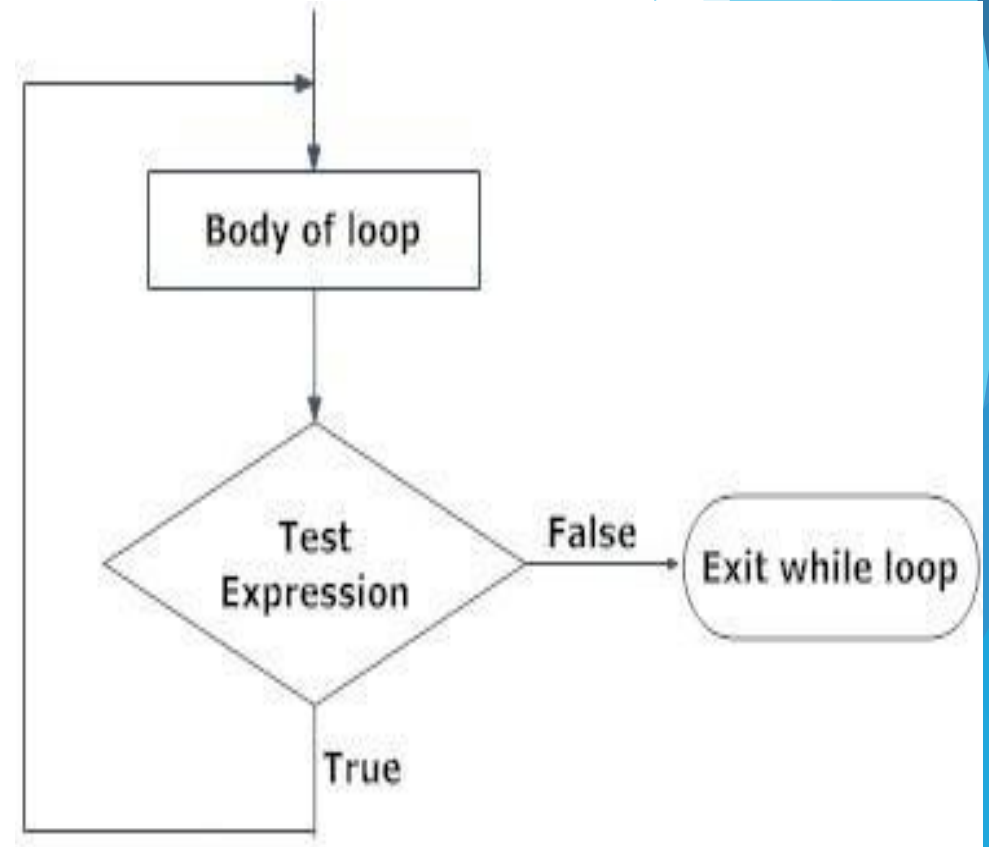 Body of loop
Test
Expression
False
Exit while loop
True